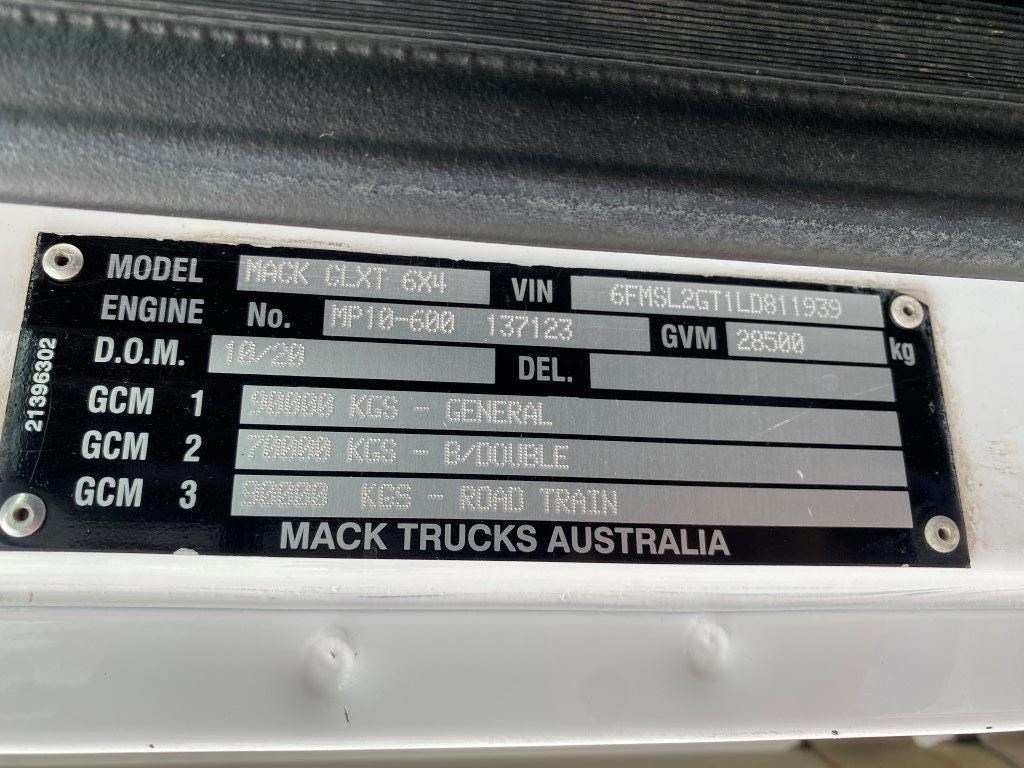 MODEL MACK CLXT 6X4 VIN 6FMSL2GT1LD811939
ENGINE No. MP10-600 137123 GVM 28500 kg
D.O.M. 10/20 DEL.
GCM 1 90000 KGS - GENERAL
GCM 2 70000 KGS - B/DOUBLE
GCM 3 90000 KGS - ROAD TRAIN
MACK TRUCKS AUSTRALIA
21396302